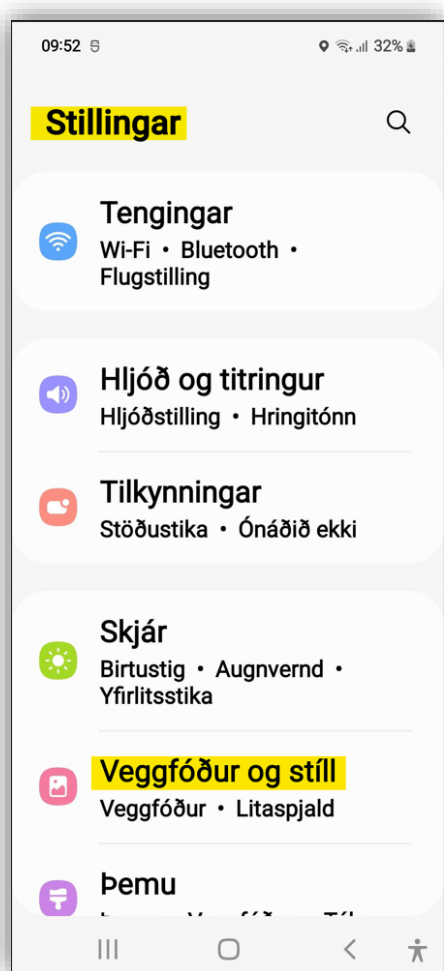 09:52 32%
Stillingar
Tengingar
Wi-Fi • Bluetooth •
Flugstilling
Hljóð og titringur
Hljóðstilling • Hringitónn
Tilkynningar
Stöðustika • Ónáðið ekki
Skjár
Birtustig • Augnvernd •
Yfirlitsstika
Veggfóður og stíll
Veggfóður • Litaspjald
Þemu